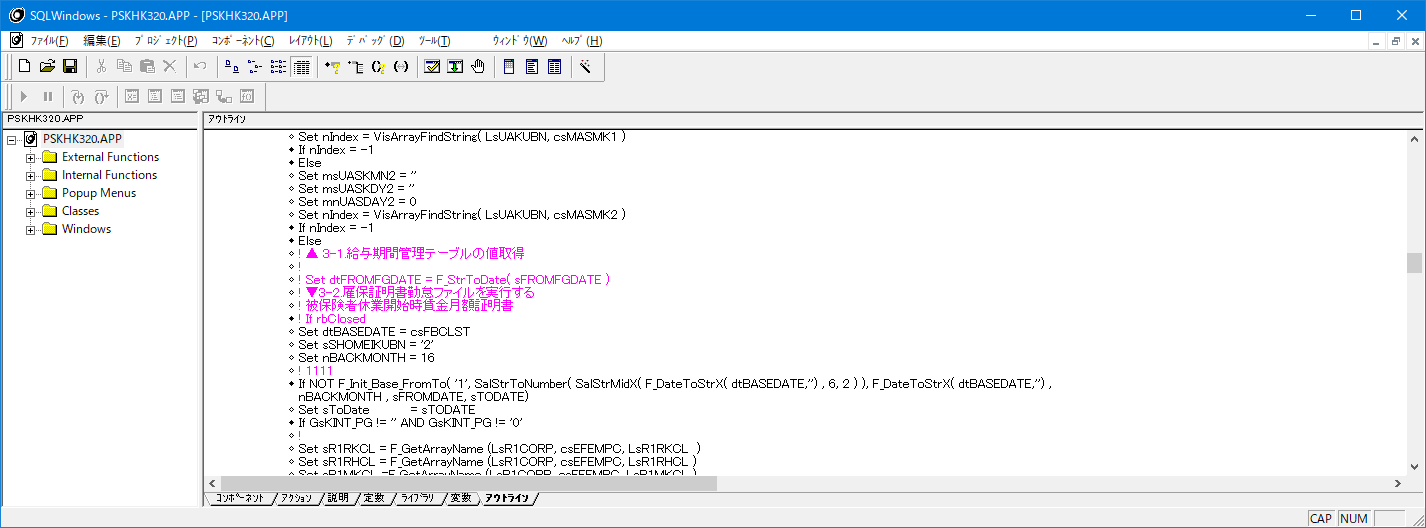 SQLWindows - PSKHK320.APP - [PSKHK320.APP]
ファイル(F) 編集(E) プロジェクト(P) コンポーネント(C) レイアウト(L) デバッグ(D) ツール(T) ウィンドウ(W) ヘルプ(H)
PSKHK320.APP
PSKHK320.APP
External Functions
Internal Functions
Popup Menus
Classes
Windows
アウトライン
Set nIndex = VisArrayFindString( LsUAKUBN, csMASMK1 )
If nIndex = -1
Else
Set msUASKMN2 = ''
Set msUASKDY2 = ''
Set mnUASDAY2 = 0
Set nIndex = VisArrayFindString( LsUAKUBN, csMASMK2 )
If nIndex = -1
Else
! ▲ 3-1.給与期間管理テーブルの値取得
!
! Set dtFROMFGDATE = F_StrToDate( sFROMFGDATE )
! ▼3-2.雇保証明書勤怠ファイルを実行する
! 被保険者休業開始時賃金月額証明書
! If rbClosed
Set dtBASEDATE = csFBCLST
Set sSHOMEIKUBN = '2'
Set nBACKMONTH = 16
! 1111
If NOT F_Init_Base_FromTo( '1', SalStrToNumber( SalStrMidX( F_DateToStrX( dtBASEDATE,'') , 6, 2 ) ), F_DateToStrX( dtBASEDATE,'') ,
nBACKMONTH , sFROMDATE, sTODATE)
Set sToDate = sTODATE
If GsKINT_PG != '' AND GsKINT_PG != '0'
!
Set sR1RKCL = F_GetArrayName (LsR1CORP, csEFEMPC, LsR1RKCL )
Set sR1RHCL = F_GetArrayName (LsR1CORP, csEFEMPC, LsR1RHCL )
Set sR1MKCL =F_GetArrayName (LsR1CORP, csEFEMPC, LsR1MKCL )
コンポーネント アクション 説明 定数 ライブラリ 変数 アウトライン
CAP NUM